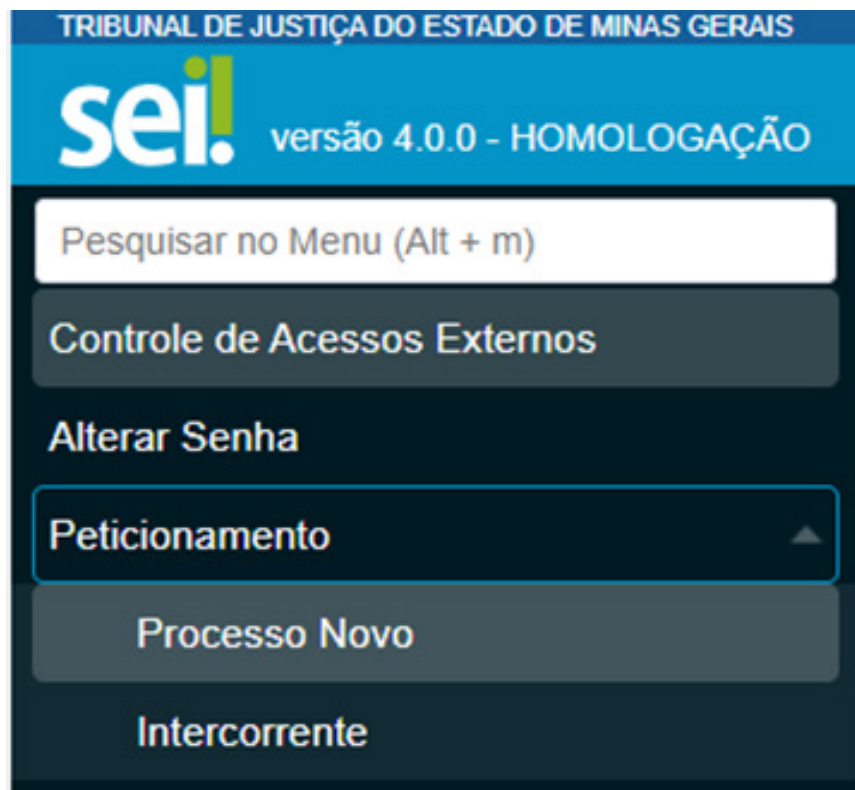 TRIBUNAL DE JUSTIÇA DO ESTADO DE MINAS GERAIS
sei! versão 4.0.0 - HOMOLOGAÇÃO
Pesquisar no Menu (Alt + m)
Controle de Acessos Externos
Alterar Senha
Peticionamento
Processo Novo
Intercorrente